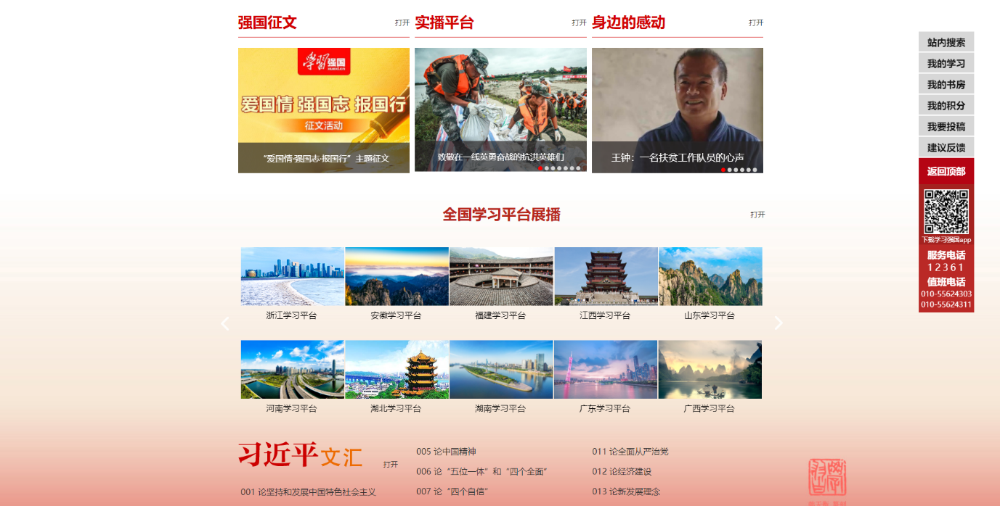 强国征文
打开
实播平台
打开
身边的感动
打开
学习强国
xuexi.cn
爱国情 强国志 报国行
征文活动
“爱国情·强国志·报国行”主题征文
致敬在一线英勇奋战的抗洪英雄们
王钟：一名扶贫工作队员的心声
全国学习平台展播
打开
浙江学习平台
安徽学习平台
福建学习平台
江西学习平台
山东学习平台
河南学习平台
湖北学习平台
湖南学习平台
广东学习平台
广西学习平台
习近平文汇
打开
001 论坚持和发展中国特色社会主义
005 论中国精神
006 论“五位一体”和“四个全面”
007 论“四个自信”
011 论全面从严治党
012 论经济建设
013 论新发展理念
站内搜索
我的学习
我的书房
我的积分
我要投稿
建议反馈
返回顶部
下载学习强国app
服务电话
12361
值班电话
010-55624303
010-55624311